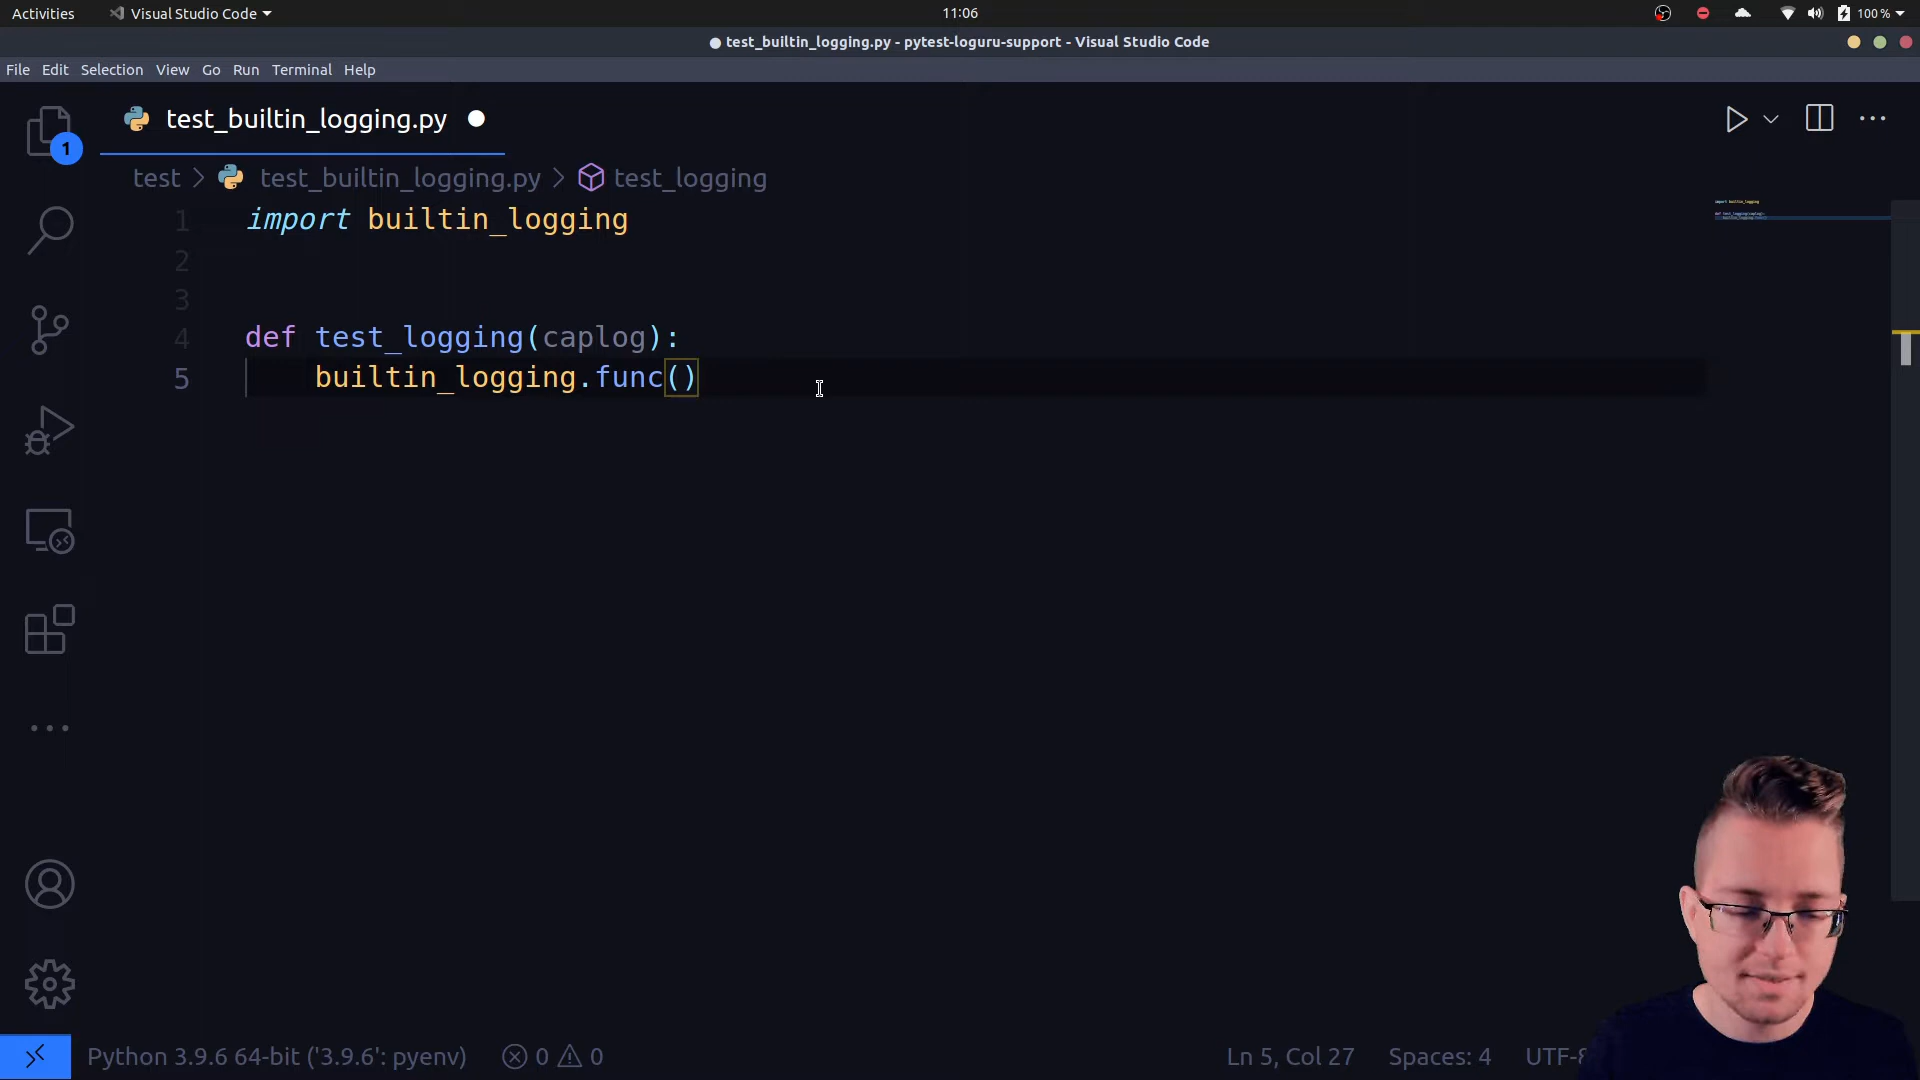 Activities Visual Studio Code 11:06 100 %
● test_builtin_logging.py - pytest-loguru-support - Visual Studio Code
File Edit Selection View Go Run Terminal Help
test_builtin_logging.py
1
test > test_builtin_logging.py > test_logging
1 import builtin_logging
2
3
4 def test_logging(caplog):
5 builtin_logging.func()
Python 3.9.6 64-bit ('3.9.6': pyenv) 0 0 Ln 5, Col 27 Spaces: 4 UTF-8